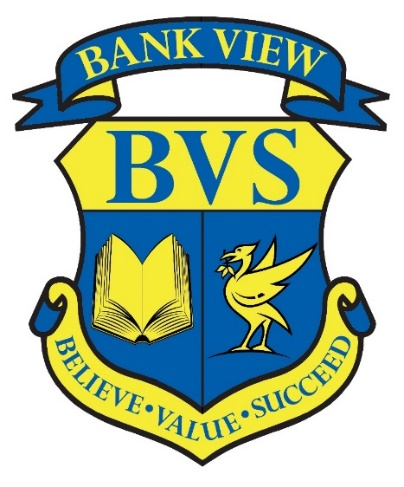 BANK VIEW
BVS
BELIEVE • VALUE • SUCCEED